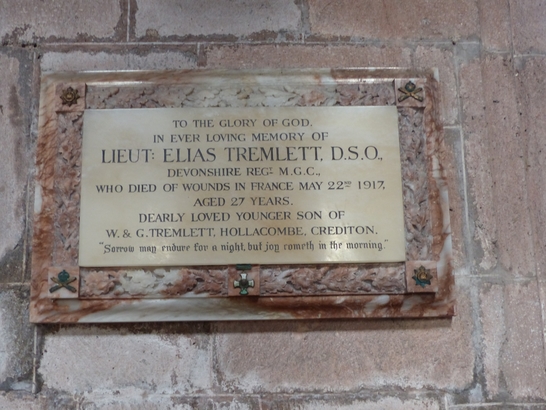 TO THE GLORY OF GOD,
IN EVER LOVING MEMORY OF
LIEUT: ELIAS TREMLETT, D.S.O.,
DEVONSHIRE REGT. M.G.C.,
WHO DIED OF WOUNDS IN FRANCE MAY 22ND 1917,
AGED 27 YEARS.
DEARLY LOVED YOUNGER SON OF
W. & G. TREMLETT, HOLLACOMBE, CREDITON.
"Sorrow may endure for a night, but joy cometh in the morning."